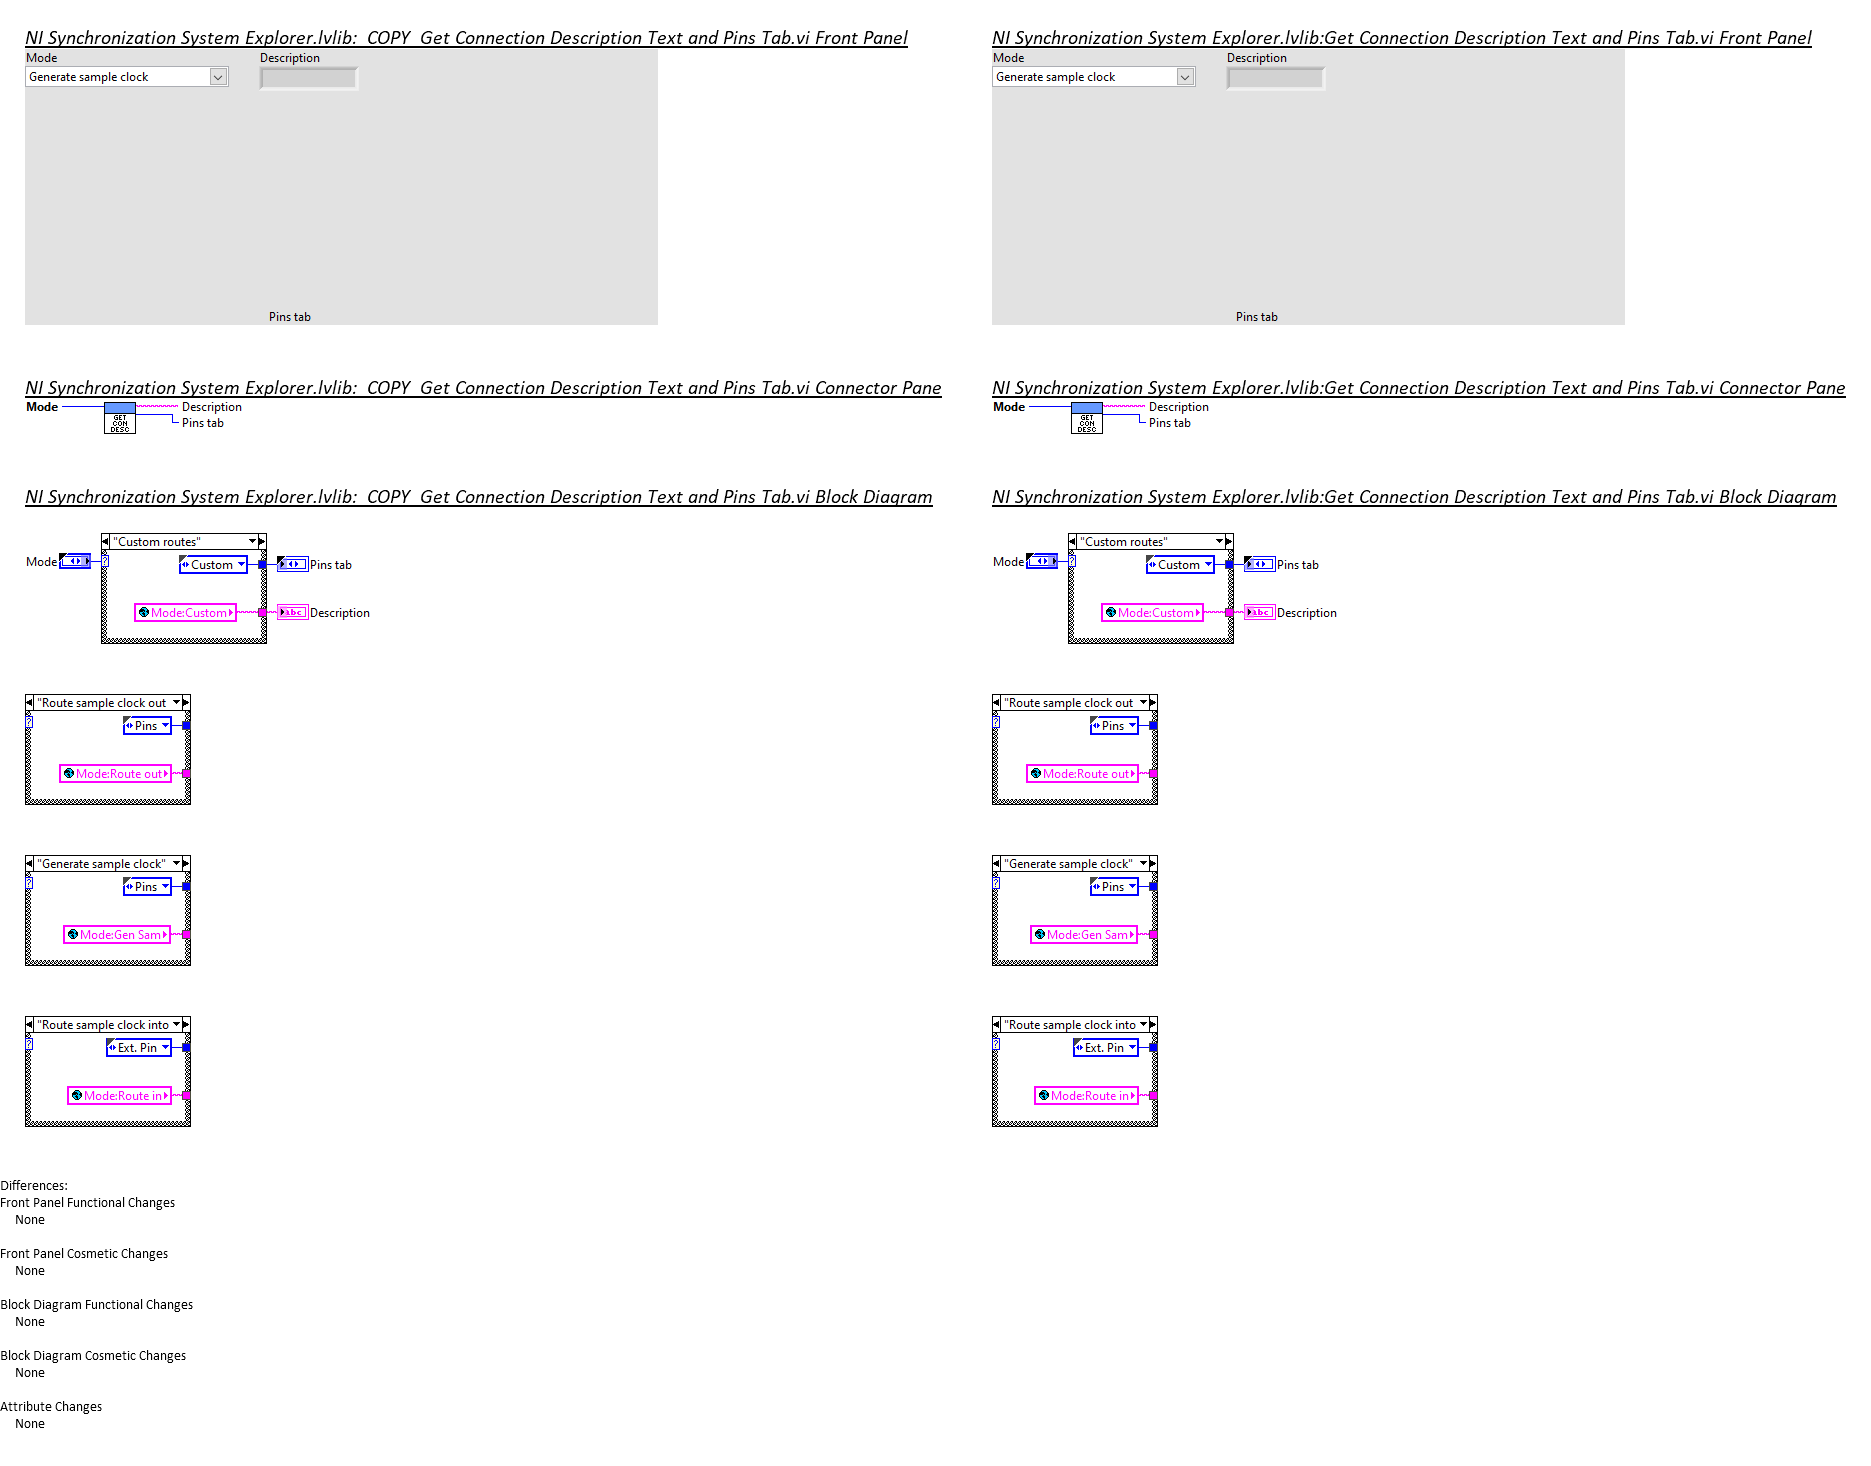 NI Synchronization System Explorer.lvlib:  COPY  Get Connection Description Text and Pins Tab.vi Front Panel
Mode
Description
Generate sample clock
Pins tab
NI Synchronization System Explorer.lvlib:  COPY  Get Connection Description Text and Pins Tab.vi Connector Pane
Mode
Description
GET
CON
DESC
Pins tab
NI Synchronization System Explorer.lvlib:  COPY  Get Connection Description Text and Pins Tab.vi Block Diagram
"Custom routes"
Mode
?
Custom
Pins tab
Mode:Custom
abc
Description
"Route sample clock out
?
Pins
Mode:Route out
"Generate sample clock"
?
Pins
Mode:Gen Sam
"Route sample clock into
?
Ext. Pin
Mode:Route in
Differences:
Front Panel Functional Changes
None
Front Panel Cosmetic Changes
None
Block Diagram Functional Changes
None
Block Diagram Cosmetic Changes
None
Attribute Changes
None
NI Synchronization System Explorer.lvlib:Get Connection Description Text and Pins Tab.vi Front Panel
Mode
Description
Generate sample clock
Pins tab
NI Synchronization System Explorer.lvlib:Get Connection Description Text and Pins Tab.vi Connector Pane
Mode
Description
GET
CON
DESC
Pins tab
NI Synchronization System Explorer.lvlib:Get Connection Description Text and Pins Tab.vi Block Diagram
"Custom routes"
Mode
?
Custom
Pins tab
Mode:Custom
abc
Description
"Route sample clock out
?
Pins
Mode:Route out
"Generate sample clock"
?
Pins
Mode:Gen Sam
"Route sample clock into
?
Ext. Pin
Mode:Route in